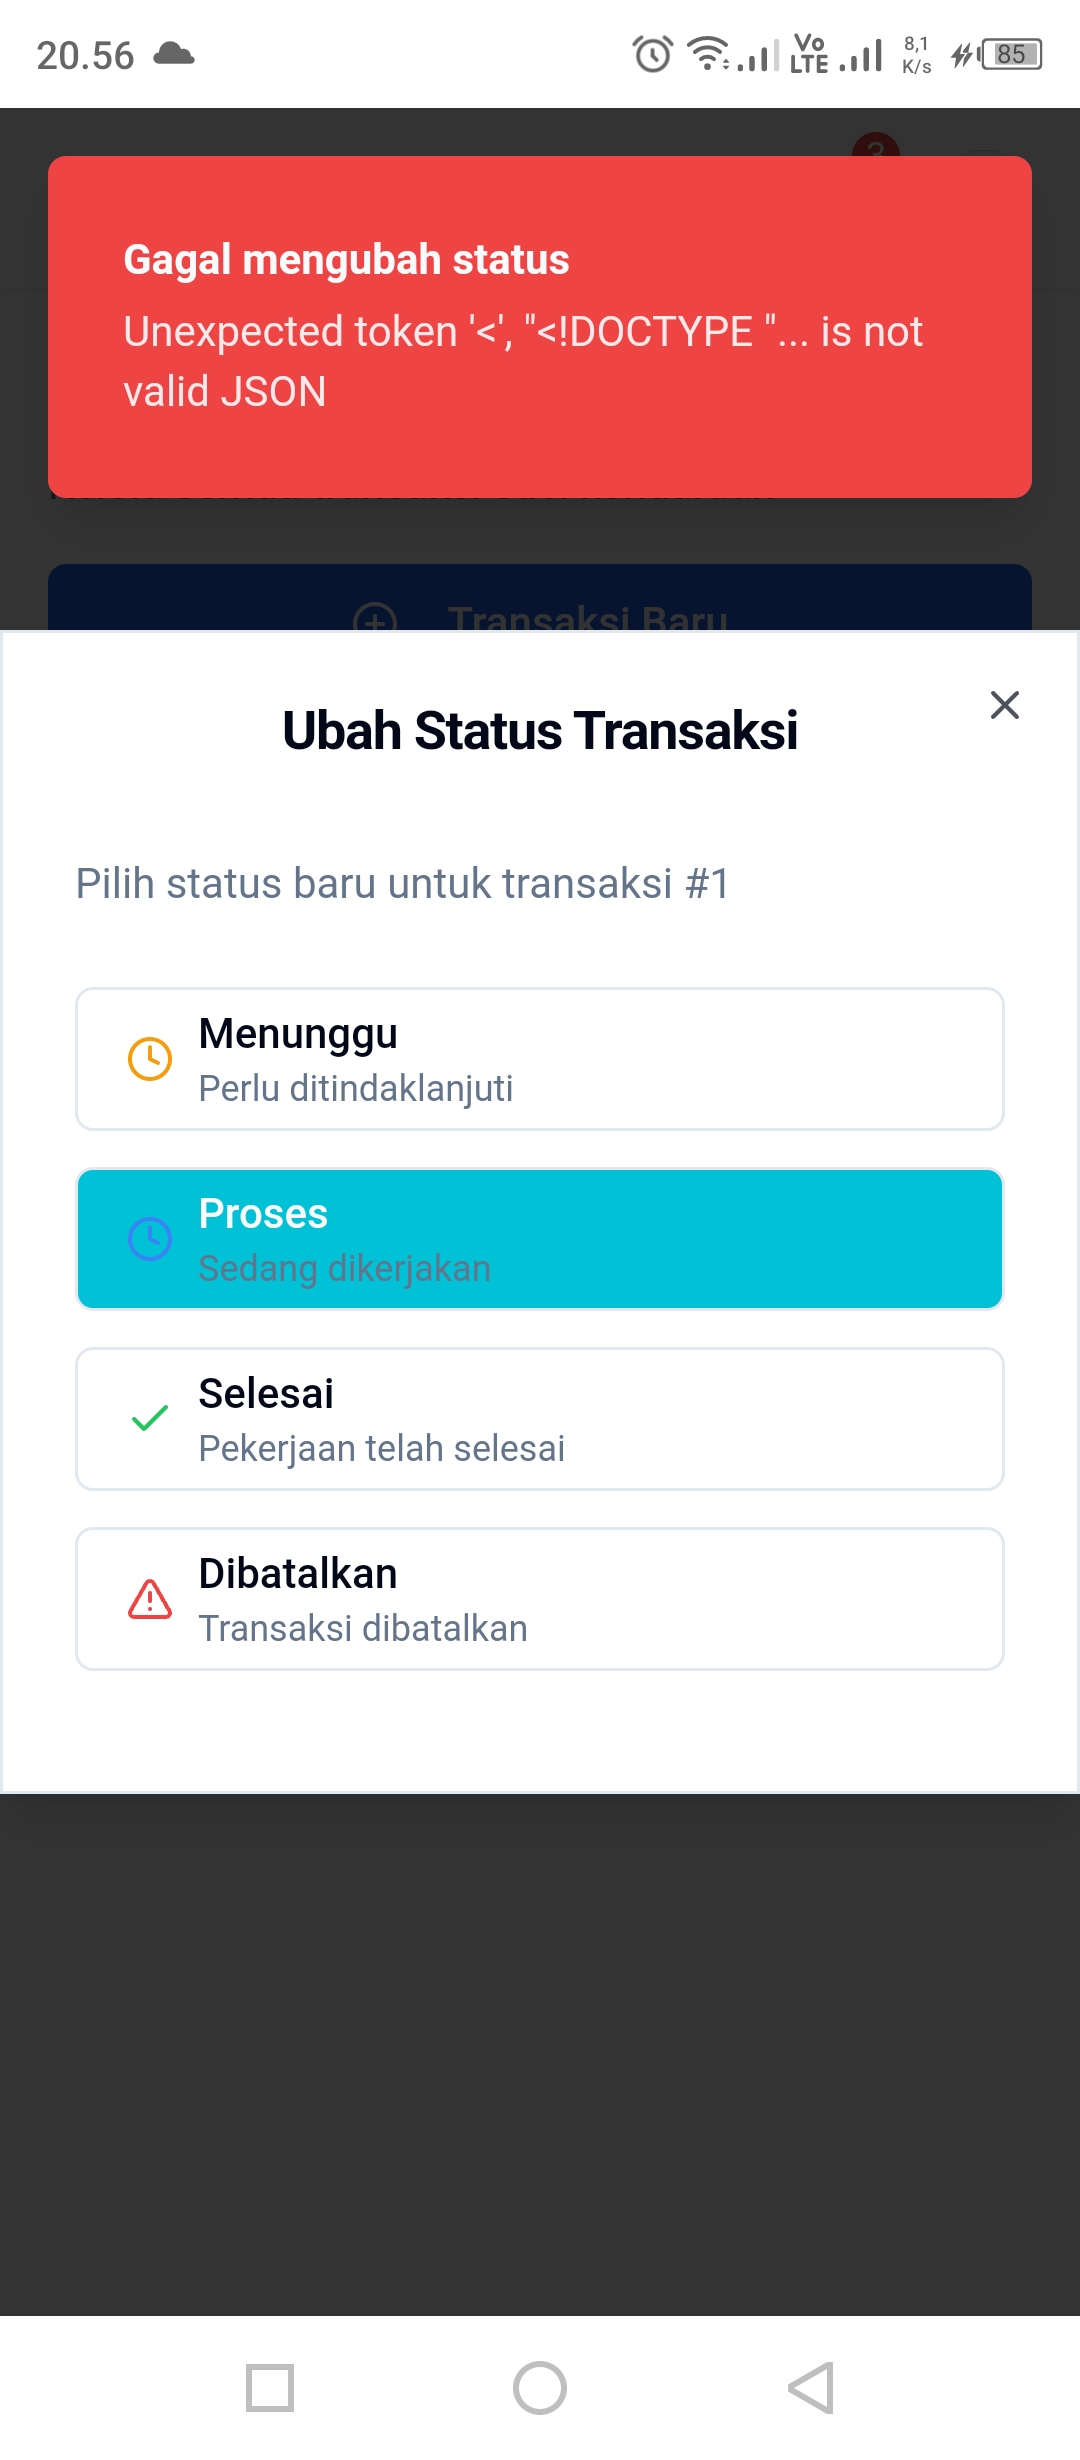 20.56
Vo
LTE
8,1
K/s
85
3
Gagal mengubah status
Unexpected token '<', "<!DOCTYPE "... is not
valid JSON
Transaksi Baru
Ubah Status Transaksi
Pilih status baru untuk transaksi #1
Menunggu
Perlu ditindaklanjuti
Proses
Sedang dikerjakan
Selesai
Pekerjaan telah selesai
Dibatalkan
Transaksi dibatalkan